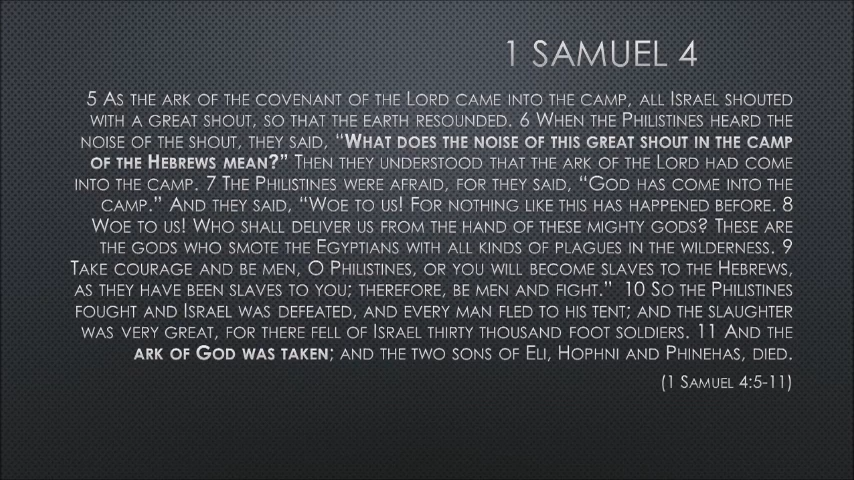 1 SAMUEL 4
5 AS THE ARK OF THE COVENANT OF THE LORD CAME INTO THE CAMP, ALL ISRAEL SHOUTED
WITH A GREAT SHOUT, SO THAT THE EARTH RESOUNDED. 6 WHEN THE PHILISTINES HEARD THE
NOISE OF THE SHOUT, THEY SAID, “WHAT DOES THE NOISE OF THIS GREAT SHOUT IN THE CAMP
OF THE HEBREWS MEAN?” THEN THEY UNDERSTOOD THAT THE ARK OF THE LORD HAD COME
INTO THE CAMP. 7 THE PHILISTINES WERE AFRAID, FOR THEY SAID, “GOD HAS COME INTO THE
CAMP.” AND THEY SAID, “WOE TO US! FOR NOTHING LIKE THIS HAS HAPPENED BEFORE. 8
WOE TO US! WHO SHALL DELIVER US FROM THE HAND OF THESE MIGHTY GODS? THESE ARE
THE GODS WHO SMOTE THE EGYPTIANS WITH ALL KINDS OF PLAGUES IN THE WILDERNESS. 9
TAKE COURAGE AND BE MEN, O PHILISTINES, OR YOU WILL BECOME SLAVES TO THE HEBREWS,
AS THEY HAVE BEEN SLAVES TO YOU; THEREFORE, BE MEN AND FIGHT.” 10 SO THE PHILISTINES
FOUGHT AND ISRAEL WAS DEFEATED, AND EVERY MAN FLED TO HIS TENT; AND THE SLAUGHTER
WAS VERY GREAT, FOR THERE FELL OF ISRAEL THIRTY THOUSAND FOOT SOLDIERS. 11 AND THE
ARK OF GOD WAS TAKEN; AND THE TWO SONS OF ELI, HOPHNI AND PHINEHAS, DIED.
(1 SAMUEL 4:5-11)